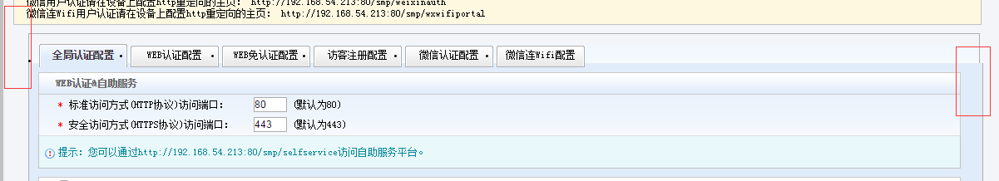 微信用户认证请在设备上配置http重定向的主页： http://192.168.54.213:80/smp/weixinauth
微信连Wifi用户认证请在设备上配置http重定向的主页： http://192.168.54.213:80/smp/wxwifiportal
全局认证配置 WEB认证配置 WEB免认证配置 访客注册配置 微信认证配置 微信连Wifi配置
WEB认证&自助服务
* 标准访问方式(HTTP协议)访问端口： 80 (默认为80)
* 安全访问方式(HTTPS协议)访问端口： 443 (默认为443)
提示：您可以通过http://192.168.54.213:80/smp/selfservice访问自助服务平台。